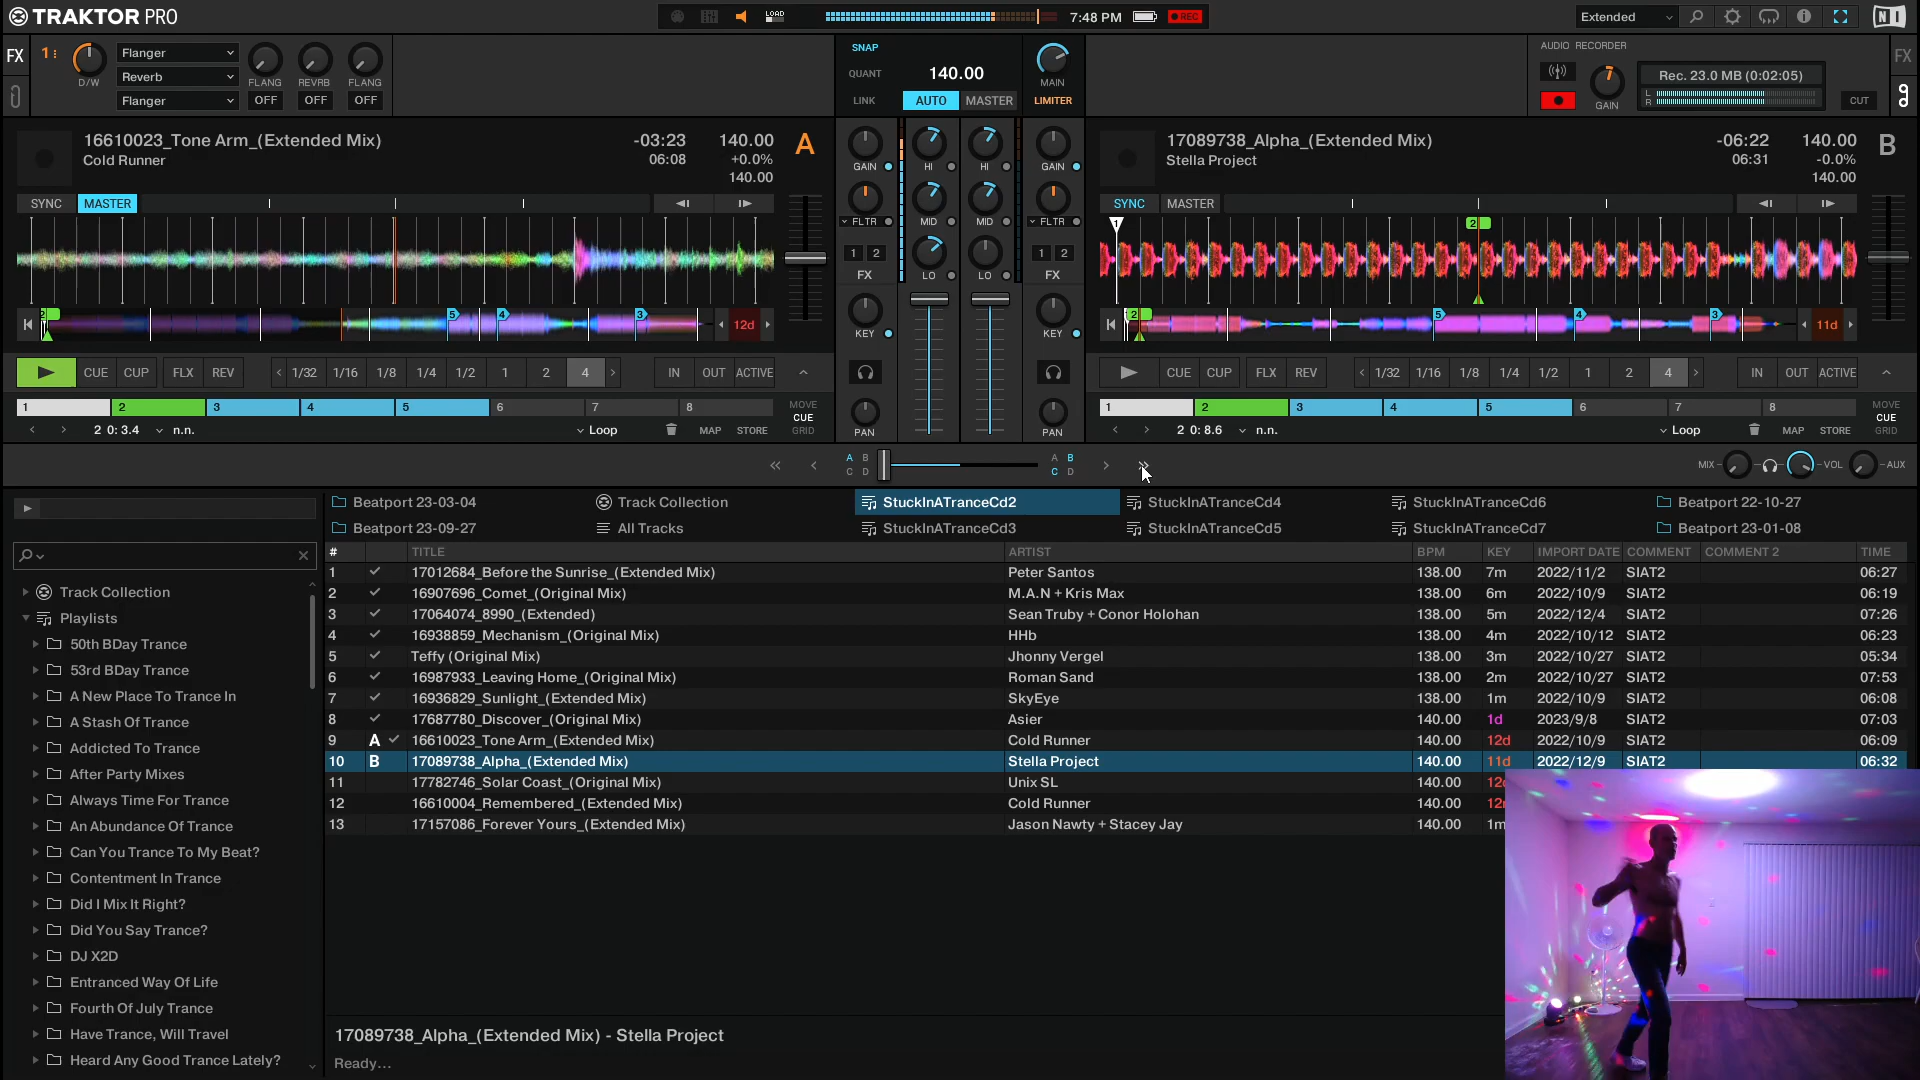 TRAKTOR PRO
LOAD
7:48 PM
REC
Extended
FX
1
D/W
Flanger
Reverb
Flanger
FLANG
REVRB
FLANG
OFF
OFF
OFF
SNAP
QUANT
140.00
LINK
AUTO
MASTER
MAIN
LIMITER
AUDIO RECORDER
Rec. 23.0 MB (0:02:05)
L
R
GAIN
CUT
FX
16610023_Tone Arm_(Extended Mix)
-03:23
140.00
A
Cold Runner
06:08
+0.0%
140.00
SYNC
MASTER
5
4
3
12d
CUE
CUP
FLX
REV
1/32
1/16
1/8
1/4
1/2
1
2
4
IN
OUT
ACTIVE
1
2
3
4
5
6
7
8
MOVE
CUE
GRID
2 0: 3.4
n.n.
Loop
MAP
STORE
GAIN
HI
HI
GAIN
FLTR
MID
MID
FLTR
1
2
1
2
FX
LO
LO
FX
KEY
KEY
PAN
PAN
17089738_Alpha_(Extended Mix)
-06:22
140.00
B
Stella Project
06:31
-0.0%
140.00
SYNC
MASTER
1
2
2
5
4
3
11d
CUE
CUP
FLX
REV
1/32
1/16
1/8
1/4
1/2
1
2
4
IN
OUT
ACTIVE
1
2
3
4
5
6
7
8
MOVE
CUE
GRID
2 0: 8.6
n.n.
Loop
MAP
STORE
A B
C D
A B
C D
MIX
VOL
AUX
Beatport 23-03-04
Track Collection
StuckInATranceCd2
StuckInATranceCd4
StuckInATranceCd6
Beatport 22-10-27
Beatport 23-09-27
All Tracks
StuckInATranceCd3
StuckInATranceCd5
StuckInATranceCd7
Beatport 23-01-08
# TITLE ARTIST BPM KEY IMPORT DATE COMMENT COMMENT 2 TIME
1 17012684_Before the Sunrise_(Extended Mix) Peter Santos 138.00 7m 2022/11/2 SIAT2 06:27
2 16907696_Comet_(Original Mix) M.A.N + Kris Max 138.00 6m 2022/10/9 SIAT2 06:19
3 17064074_8990_(Extended) Sean Truby + Conor Holohan 138.00 5m 2022/12/4 SIAT2 07:26
4 16938859_Mechanism_(Original Mix) HHb 138.00 4m 2022/10/12 SIAT2 06:23
5 Teffy (Original Mix) Jhonny Vergel 138.00 3m 2022/10/27 SIAT2 05:34
6 16987933_Leaving Home_(Original Mix) Roman Sand 138.00 2m 2022/10/27 SIAT2 07:53
7 16936829_Sunlight_(Extended Mix) SkyEye 138.00 1m 2022/10/9 SIAT2 06:08
8 17687780_Discover_(Original Mix) Asier 140.00 1d 2023/9/8 SIAT2 07:03
9 A 16610023_Tone Arm_(Extended Mix) Cold Runner 140.00 12d 2022/10/9 SIAT2 06:09
10 B 17089738_Alpha_(Extended Mix) Stella Project 140.00 11d 2022/12/9 SIAT2 06:32
11 17782746_Solar Coast_(Original Mix) Unix SL 140.00
12 16610004_Remembered_(Extended Mix) Cold Runner 140.00
13 17157086_Forever Yours_(Extended Mix) Jason Nawty + Stacey Jay 140.00
Track Collection
Playlists
50th BDay Trance
53rd BDay Trance
A New Place To Trance In
A Stash Of Trance
Addicted To Trance
After Party Mixes
Always Time For Trance
An Abundance Of Trance
Can You Trance To My Beat?
Contentment In Trance
Did I Mix It Right?
Did You Say Trance?
DJ X2D
Entranced Way Of Life
Fourth Of July Trance
Have Trance, Will Travel
Heard Any Good Trance Lately?
17089738_Alpha_(Extended Mix) - Stella Project
Ready...